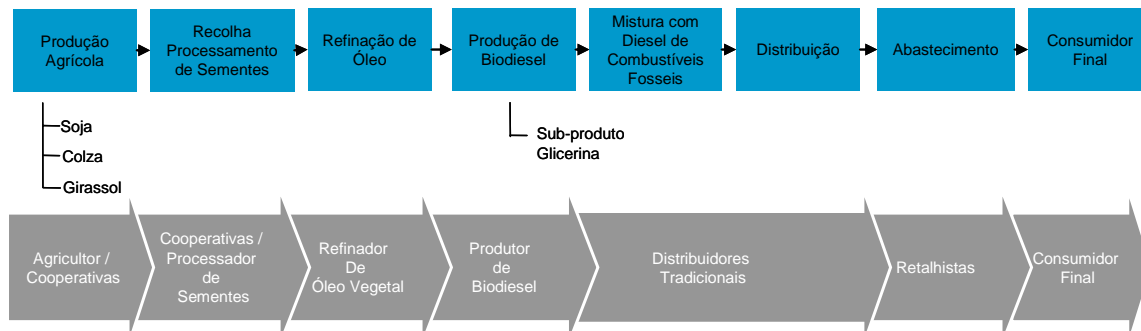 Produção
Agrícola
Recolha
Processamento
de Sementes
Refinação de
Óleo
Produção de
Biodiesel
Mistura com
Diesel de
Combustíveis
Fosseis
Distribuição
Abastecimento
Consumidor
Final
Soja
Colza
Girassol
Sub-produto
Glicerina
Agricultor /
Cooperativas
Cooperativas /
Processador
de
Sementes
Refinador
De
Óleo Vegetal
Produtor
de
Biodiesel
Distribuidores
Tradicionais
Retalhistas
Consumidor
Final